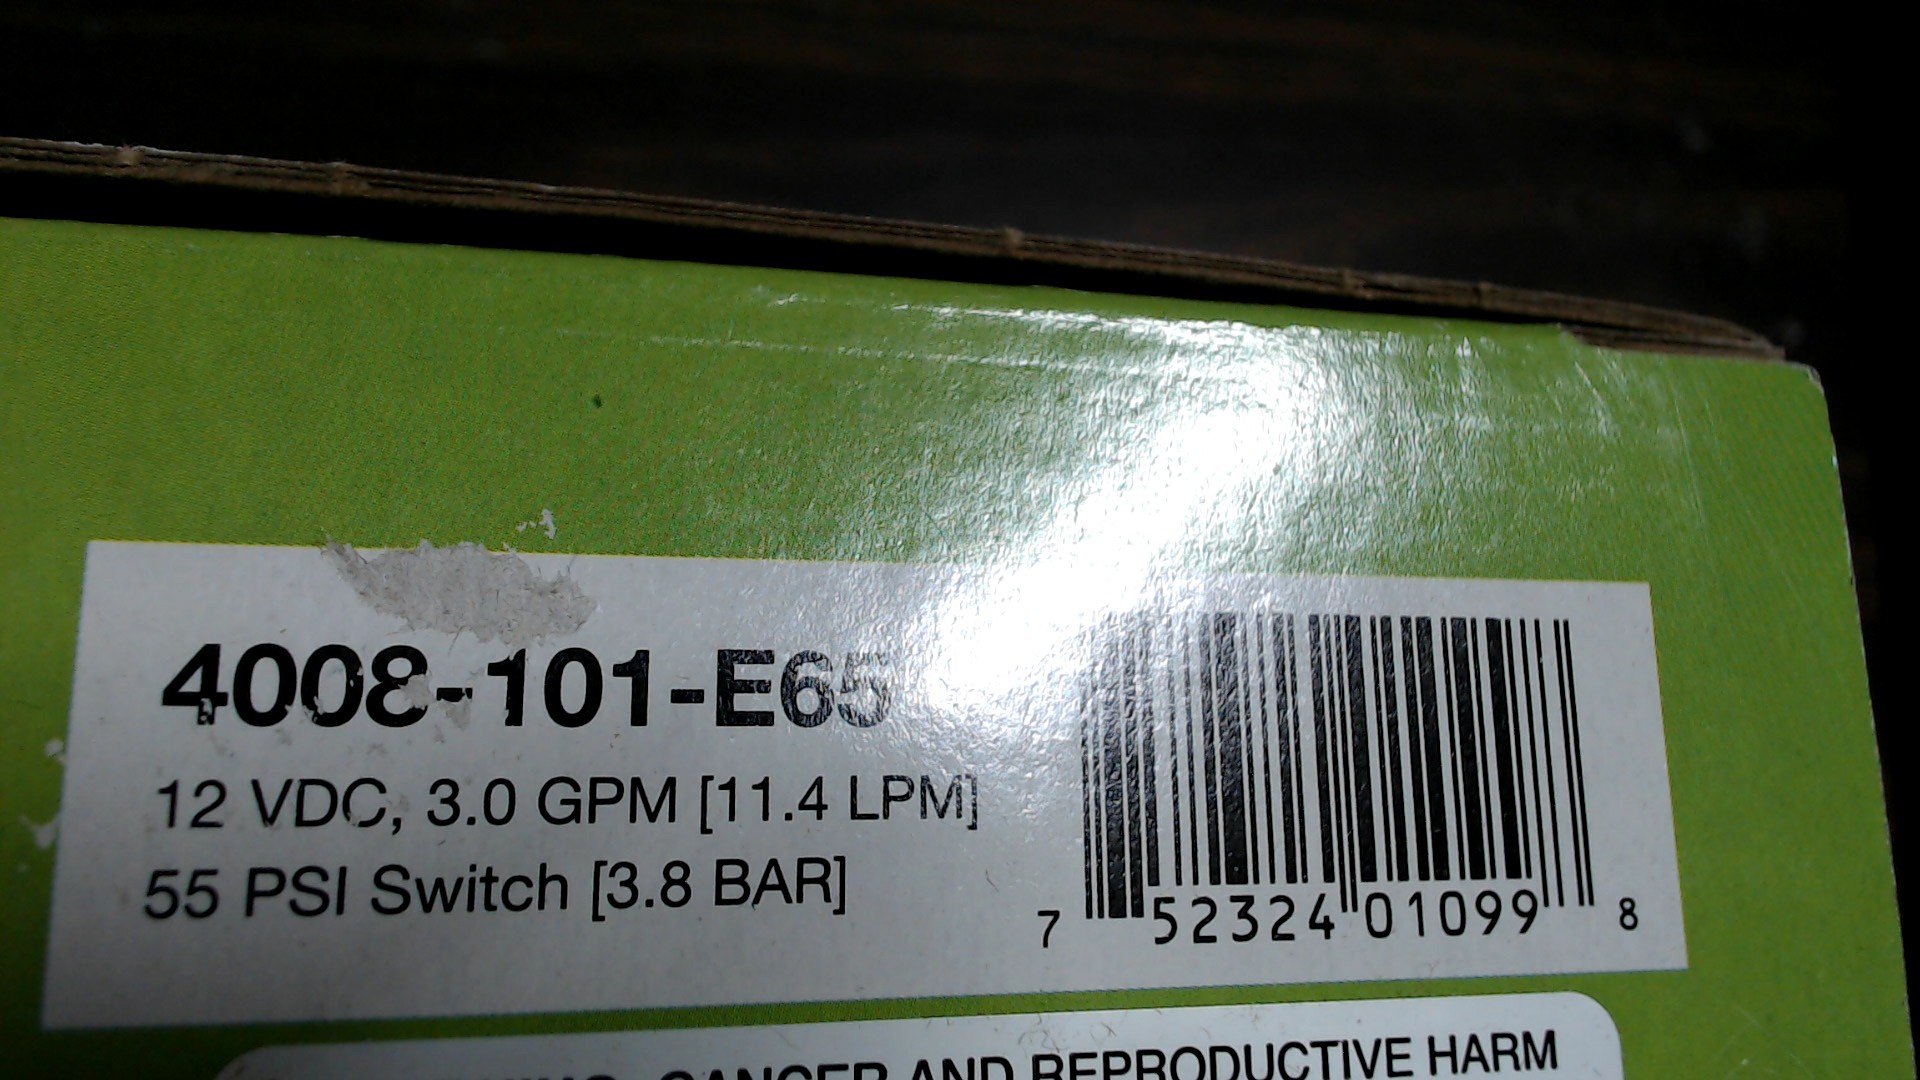 4008-101-E65
12 VDC, 3.0 GPM [11.4 LPM]
55 PSI Switch [3.8 BAR]
7 52324 01099 8
CANCER AND REPRODUCTIVE HARM